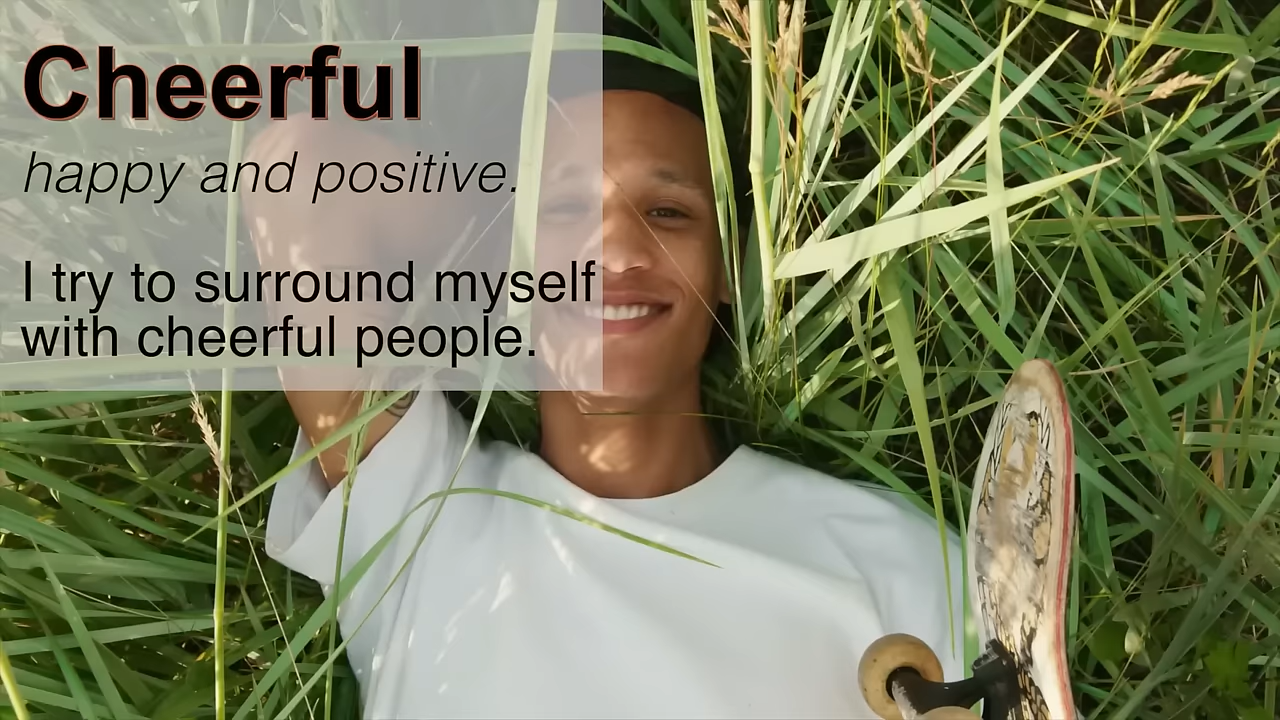 Cheerful
happy and positive.
I try to surround myself
with cheerful people.